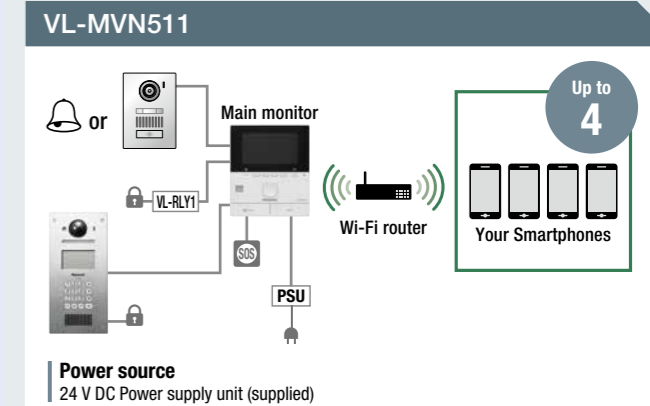 VL-MVN511
Up to
4
or
Main monitor
VL-RLY1
Wi-Fi router
Your Smartphones
SOS
PSU
Power source
24 V DC Power supply unit (supplied)